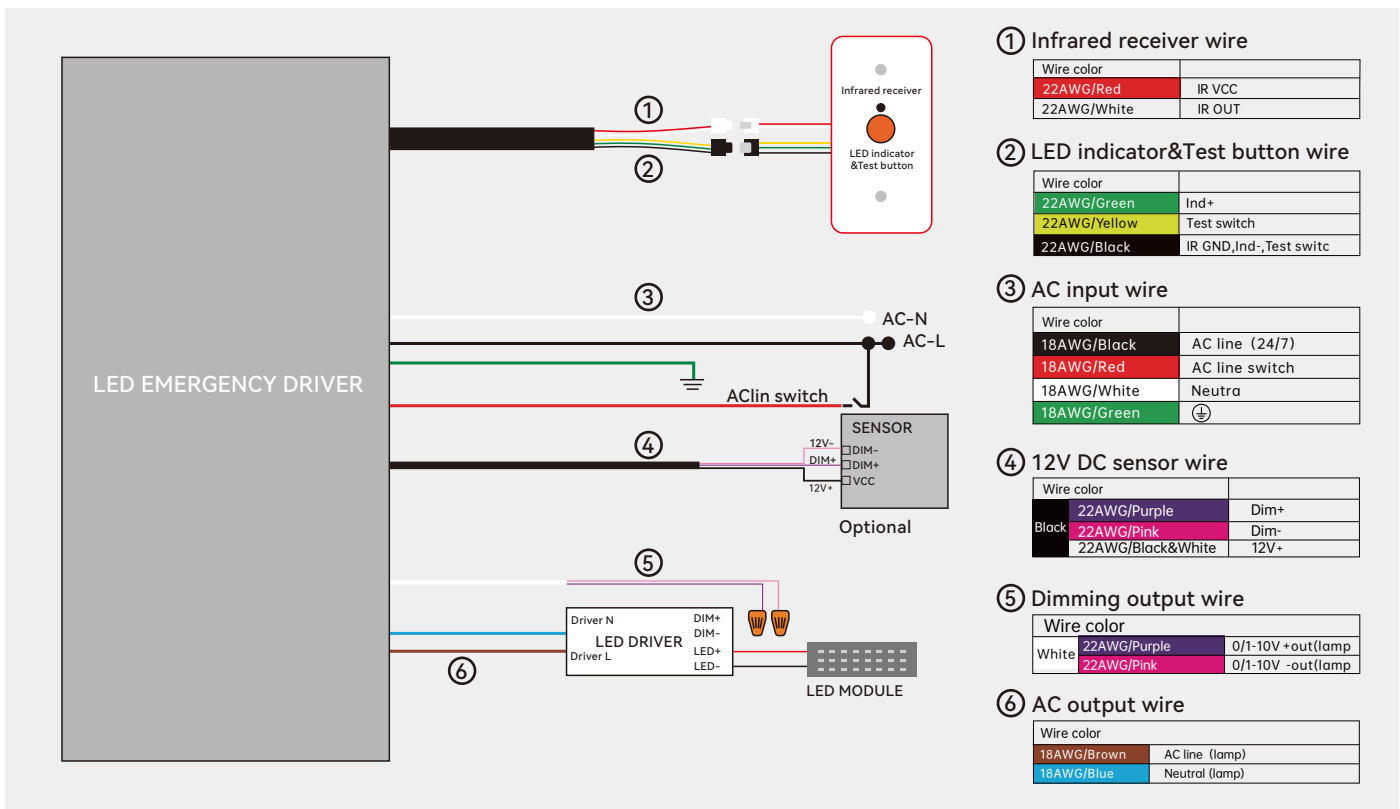 LED EMERGENCY DRIVER
①
②
Infrared receiver
LED indicator
&Test button
③
AC-N
AC-L
AClin switch
④
12V-
DIM+
12V+
SENSOR
DIM-
DIM+
VCC
Optional
⑤
Driver N
Driver L
LED DRIVER
DIM+
DIM-
LED+
LED-
⑥
LED MODULE
① Infrared receiver wire
Wire color
22AWG/Red IR VCC
22AWG/White IR OUT
② LED indicator&Test button wire
Wire color
22AWG/Green Ind+
22AWG/Yellow Test switch
22AWG/Black IR GND,Ind-,Test switc
③ AC input wire
Wire color
18AWG/Black AC line (24/7)
18AWG/Red AC line switch
18AWG/White Neutra
18AWG/Green
④ 12V DC sensor wire
Wire color
Black
22AWG/Purple Dim+
22AWG/Pink Dim-
22AWG/Black&White 12V+
⑤ Dimming output wire
Wire color
White
22AWG/Purple 0/1-10V +out(lamp
22AWG/Pink 0/1-10V -out(lamp
⑥ AC output wire
Wire color
18AWG/Brown AC line (lamp)
18AWG/Blue Neutral (lamp)